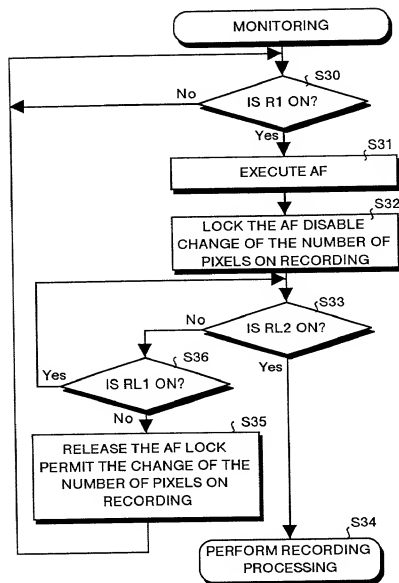 MONITORING
S30
No
IS R1 ON?
Yes
S31
EXECUTE AF
S32
LOCK THE AF DISABLE
CHANGE OF THE NUMBER OF
PIXELS ON RECORDING
S33
No
IS RL2 ON?
S36
Yes
Yes
IS RL1 ON?
No
S35
RELEASE THE AF LOCK
PERMIT THE CHANGE OF THE
NUMBER OF PIXELS ON
RECORDING
S34
PERFORM RECORDING
PROCESSING